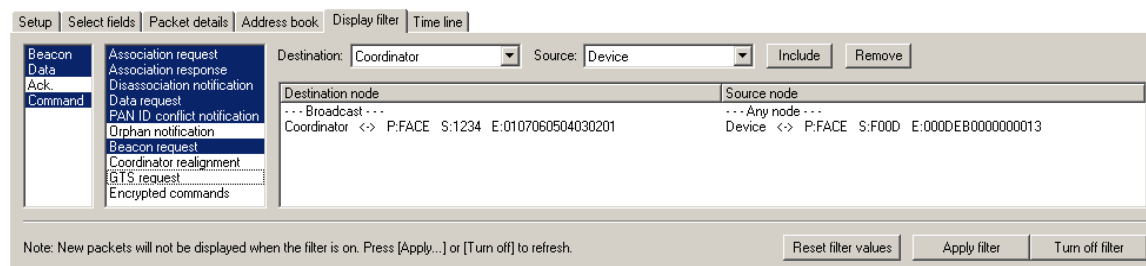 Setup Select fields Packet details Address book Display filter Time line
Beacon
Data
Ack.
Command
Association request
Association response
Disassociation notification
Data request
PAN ID conflict notification
Orphan notification
Beacon request
Coordinator realignment
GTS request
Encrypted commands
Destination: Coordinator Source: Device Include Remove
Destination node Source node
- - - Broadcast - - - - - - Any node - - -
Coordinator <-> P:FACE S:1234 E:0107060504030201 Device <-> P:FACE S:F00D E:000DEB0000000013
Note: New packets will not be displayed when the filter is on. Press [Apply...] or [Turn off] to refresh. Reset filter values Apply filter Turn off filter